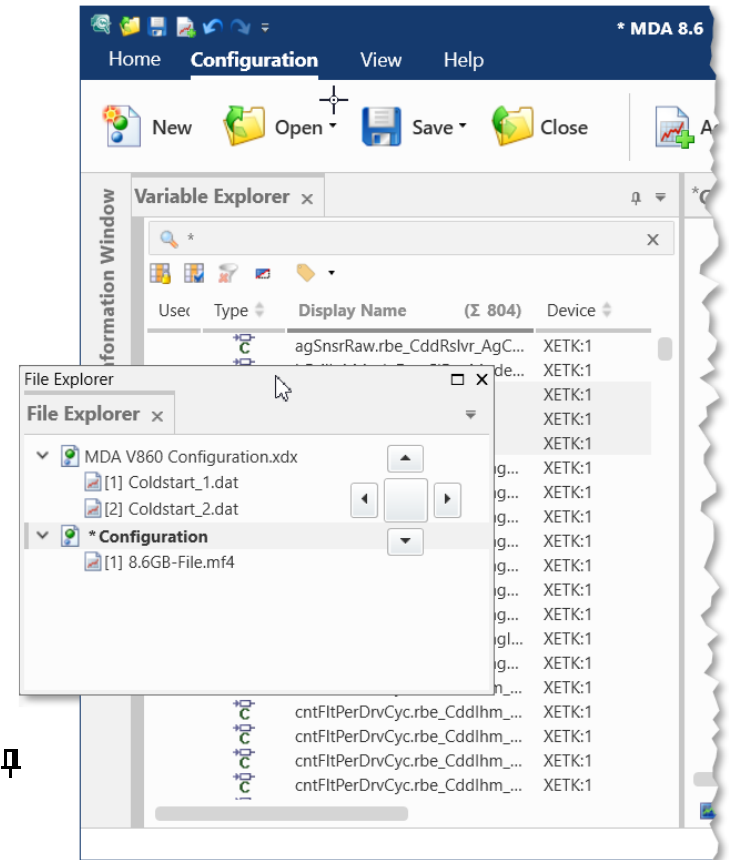 * MDA 8.6
Home Configuration View Help
New Open Save Close A
Information Window
Variable Explorer
*
Used Type Display Name (Σ 804) Device
agSnsrRaw.rbe_CddRslvr_AgC... XETK:1
de... XETK:1
File Explorer
XETK:1
File Explorer
XETK:1
XETK:1
MDA V860 Configuration.xdx
g... XETK:1
[1] Coldstart_1.dat
g... XETK:1
[2] Coldstart_2.dat
g... XETK:1
* Configuration
g... XETK:1
[1] 8.6GB-File.mf4
g... XETK:1
g... XETK:1
g... XETK:1
gl... XETK:1
g... XETK:1
m_... XETK:1
cntFltPerDrvCyc.rbe_CddIhm_... XETK:1
cntFltPerDrvCyc.rbe_CddIhm_... XETK:1
cntFltPerDrvCyc.rbe_CddIhm_... XETK:1
cntFltPerDrvCyc.rbe_CddIhm_... XETK:1